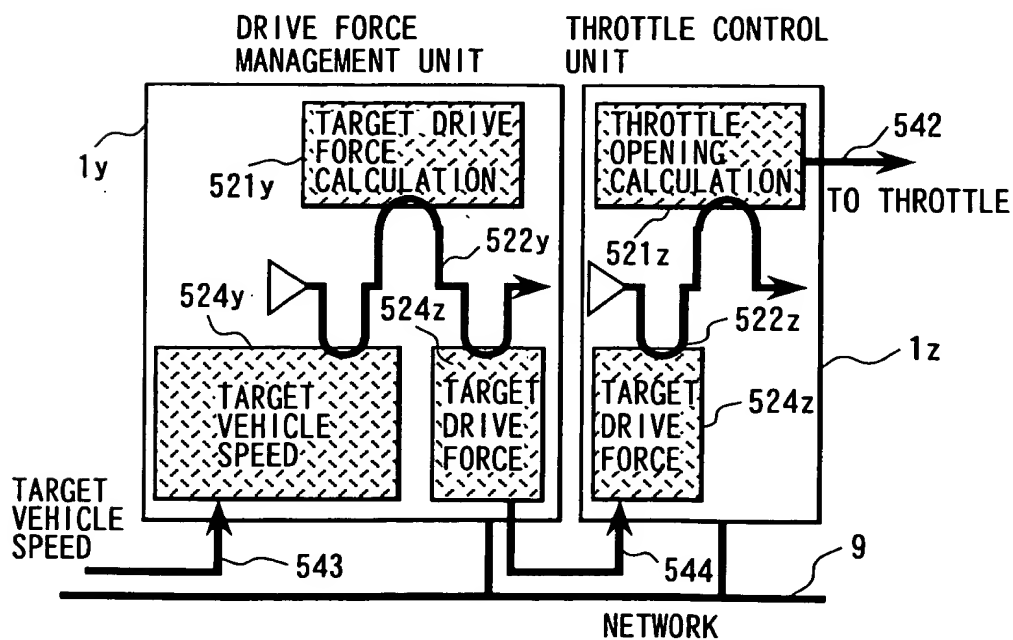 DRIVE FORCE
MANAGEMENT UNIT
THROTTLE CONTROL
UNIT
1y
521y
TARGET DRIVE
FORCE
CALCULATION
THROTTLE
OPENING
CALCULATION
542
TO THROTTLE
522y
521z
524y
524z
522z
1z
TARGET
VEHICLE
SPEED
TARGET
DRIVE
FORCE
TARGET
DRIVE
FORCE
524z
TARGET
VEHICLE
SPEED
543
544
9
NETWORK